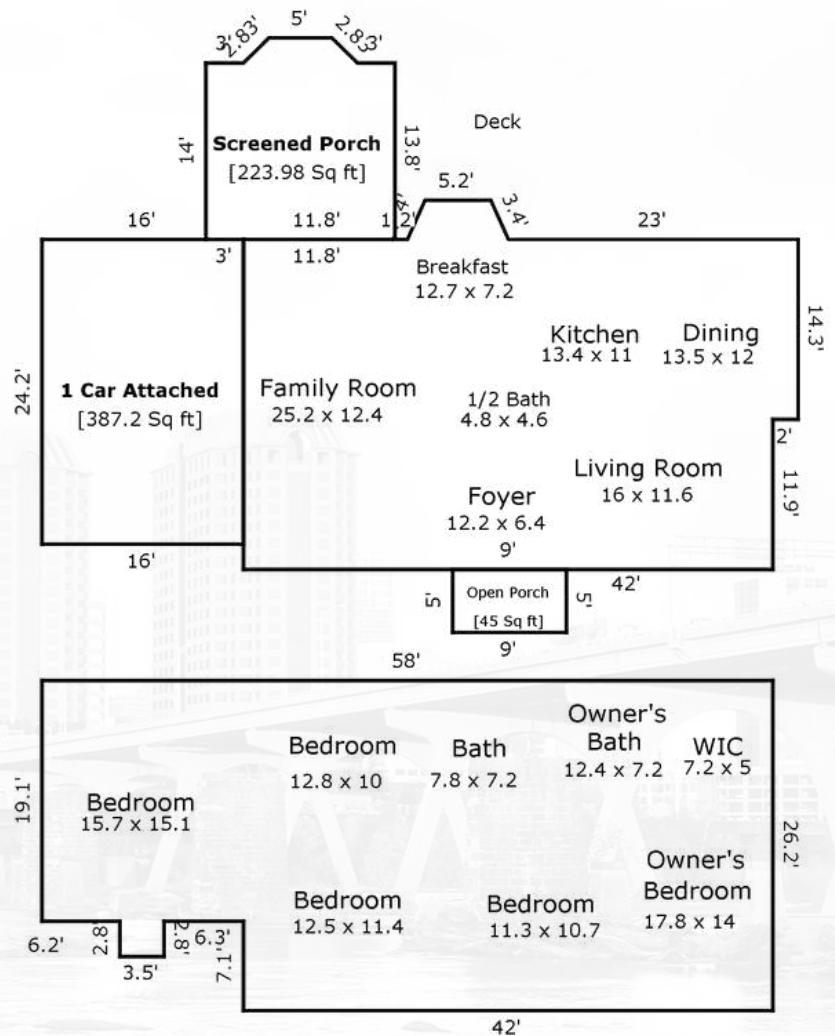 5'
3'
2.83'
2.83'
3'
14'
Screened Porch
[223.98 Sq ft]
13.8'
Deck
5.2'
3.4'
16'
11.8'
1.2'
23'
3'
11.8'
Breakfast
12.7 x 7.2
14.3'
Kitchen
13.4 x 11
Dining
13.5 x 12
24.2'
1 Car Attached
[387.2 Sq ft]
Family Room
25.2 x 12.4
1/2 Bath
4.8 x 4.6
2'
11.9'
Living Room
16 x 11.6
Foyer
12.2 x 6.4
9'
16'
42'
5'
Open Porch
[45 Sq ft]
5'
9'
58'
19.1'
Bedroom
15.7 x 15.1
Bedroom
12.8 x 10
Bath
7.8 x 7.2
Owner's
Bath
12.4 x 7.2
WIC
7.2 x 5
26.2'
Bedroom
12.5 x 11.4
Bedroom
11.3 x 10.7
Owner's
Bedroom
17.8 x 14
6.2'
2.8'
2.8'
6.3'
3.5'
7.1'
42'